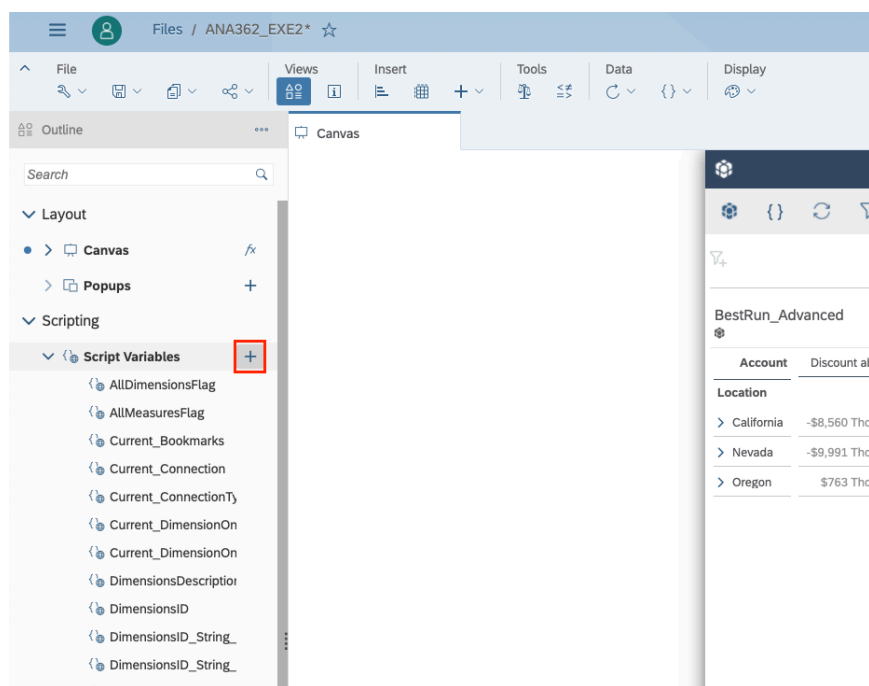 Files / ANA362_EXE2*
File
Views
Insert
Tools
Data
Display
Outline
Canvas
Search
Layout
Canvas
Popups
Scripting
Script Variables
AllDimensionsFlag
AllMeasuresFlag
Current_Bookmarks
Current_Connection
Current_ConnectionTy
Current_DimensionOn
Current_DimensionOn
DimensionsDescription
DimensionsID
DimensionsID_String_
DimensionsID_String_
BestRun_Advanced
Account Discount al
Location
California -$8,560 Tho
Nevada -$9,991 Tho
Oregon $763 Tho